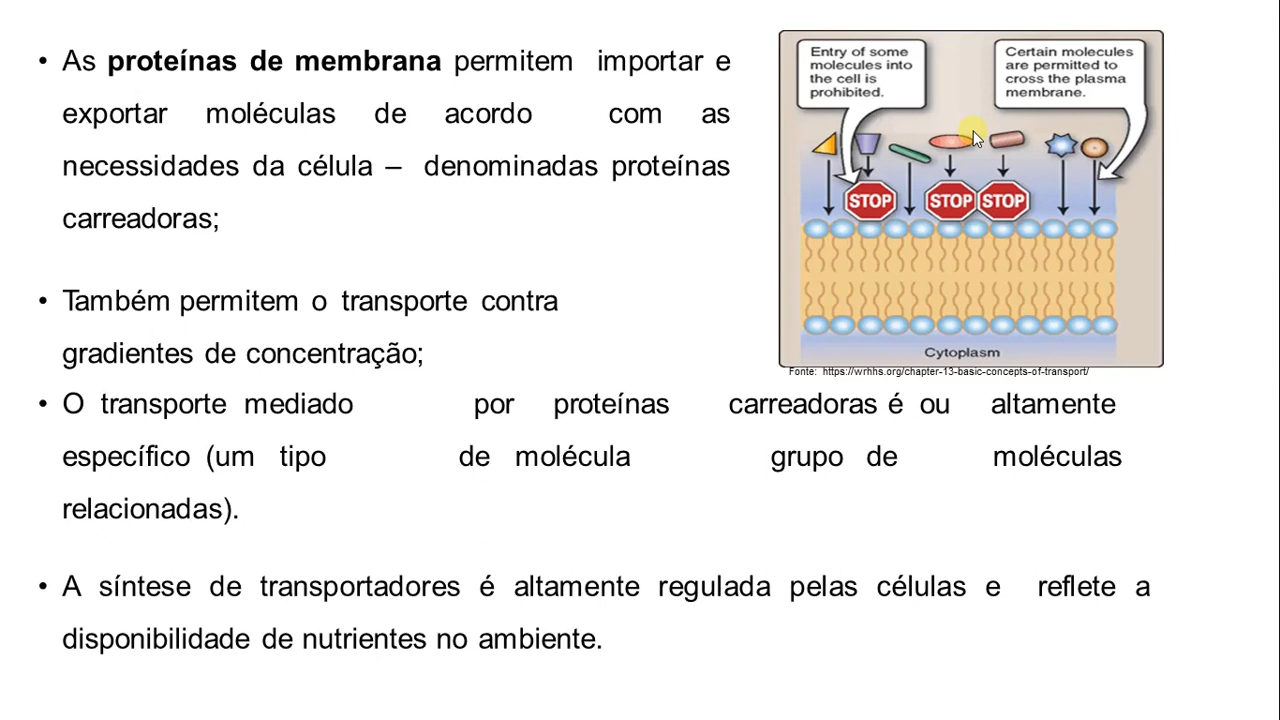 • As proteínas de membrana permitem importar e
exportar moléculas de acordo com as
necessidades da célula – denominadas proteínas
carreadoras;
• Também permitem o transporte contra
gradientes de concentração;
Entry of some
molecules into
the cell is
prohibited.
Certain molecules
are permitted to
cross the plasma
membrane.
STOP STOP STOP
Cytoplasm
Fonte: https://wrhhs.org/chapter-13-basic-concepts-of-transport/
• O transporte mediado por proteínas carreadoras é ou altamente
específico (um tipo de molécula grupo de moléculas
relacionadas).
• A síntese de transportadores é altamente regulada pelas células e reflete a
disponibilidade de nutrientes no ambiente.